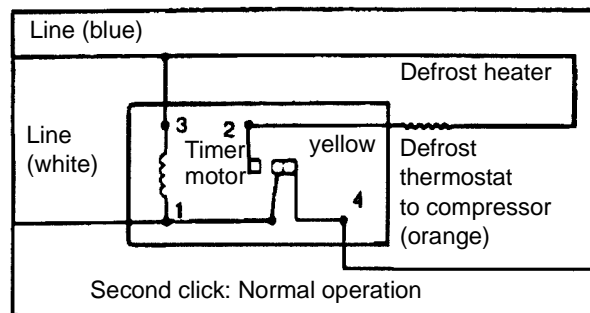 Line (blue)
Defrost heater
Line
(white)
3
2
Timer
motor
yellow
Defrost
thermostat
to compressor
(orange)
1
4
Second click: Normal operation